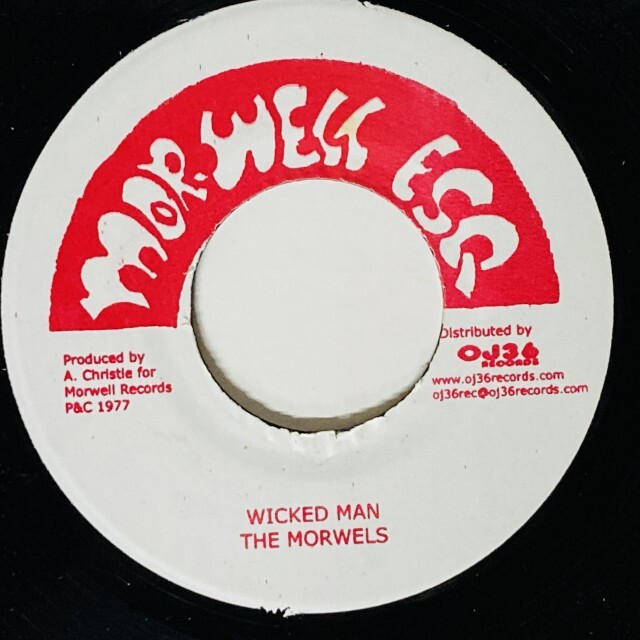 MOR-WELL ESQ
Produced by
A. Christie for
Morwell Records
P&C 1977
Distributed by
OJ36
RECORDS
www.oj36records.com
oj36rec@oj36records.com
WICKED MAN
THE MORWELS